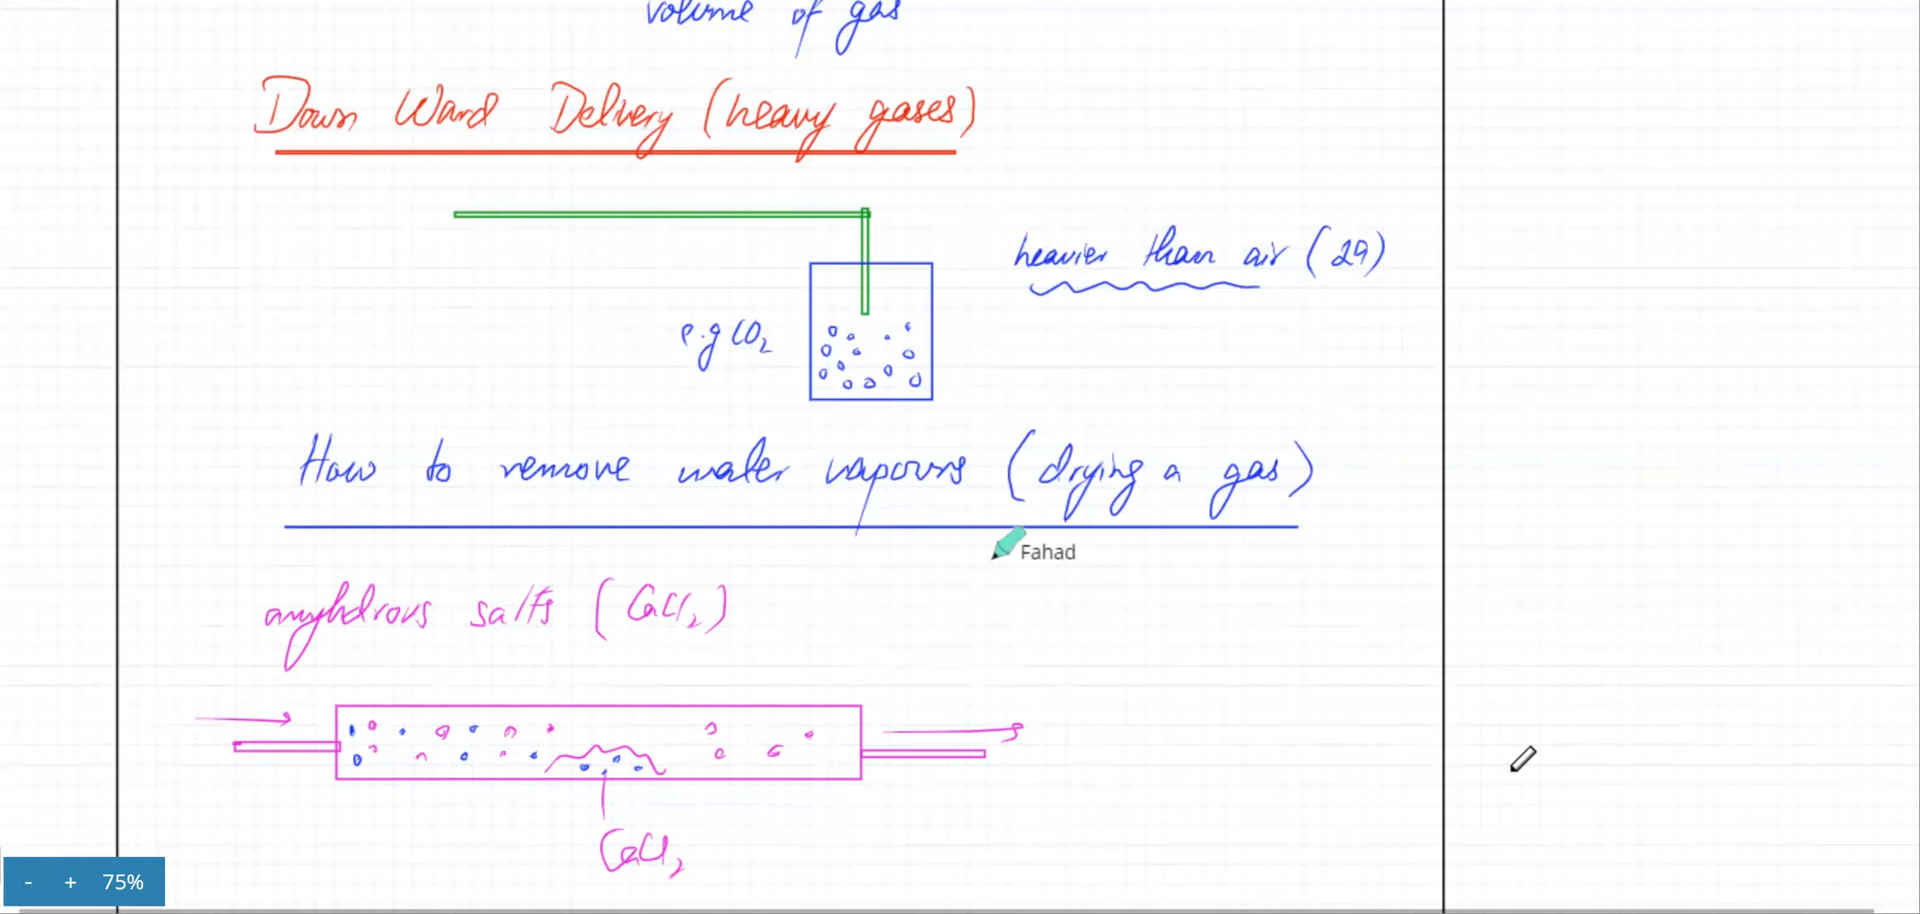 volume of gas
Down Ward Delivery (heavy gases)
heavier than air (29)
e.g CO₂
How to remove water vapours (drying a gas)
Fahad
anyhdrous salts (CaCl₂)
CaCl₂
- + 75%